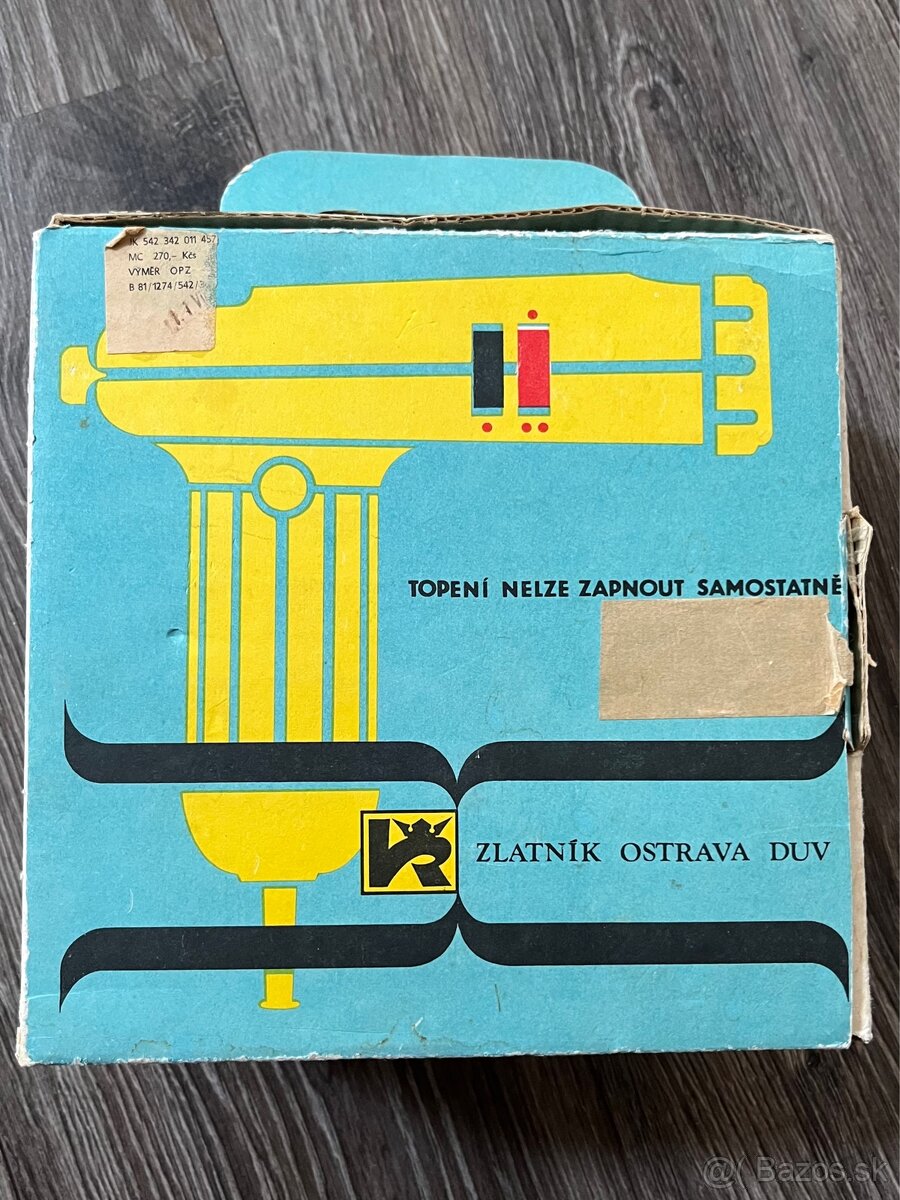 JK 542 342 011 457
MC 270,- Kčs
VÝMĚR OPZ
B 81/1274/542/
TOPENÍ NELZE ZAPNOUT SAMOSTATNĚ
ZLATNÍK OSTRAVA DUV
@( Bazos.sk